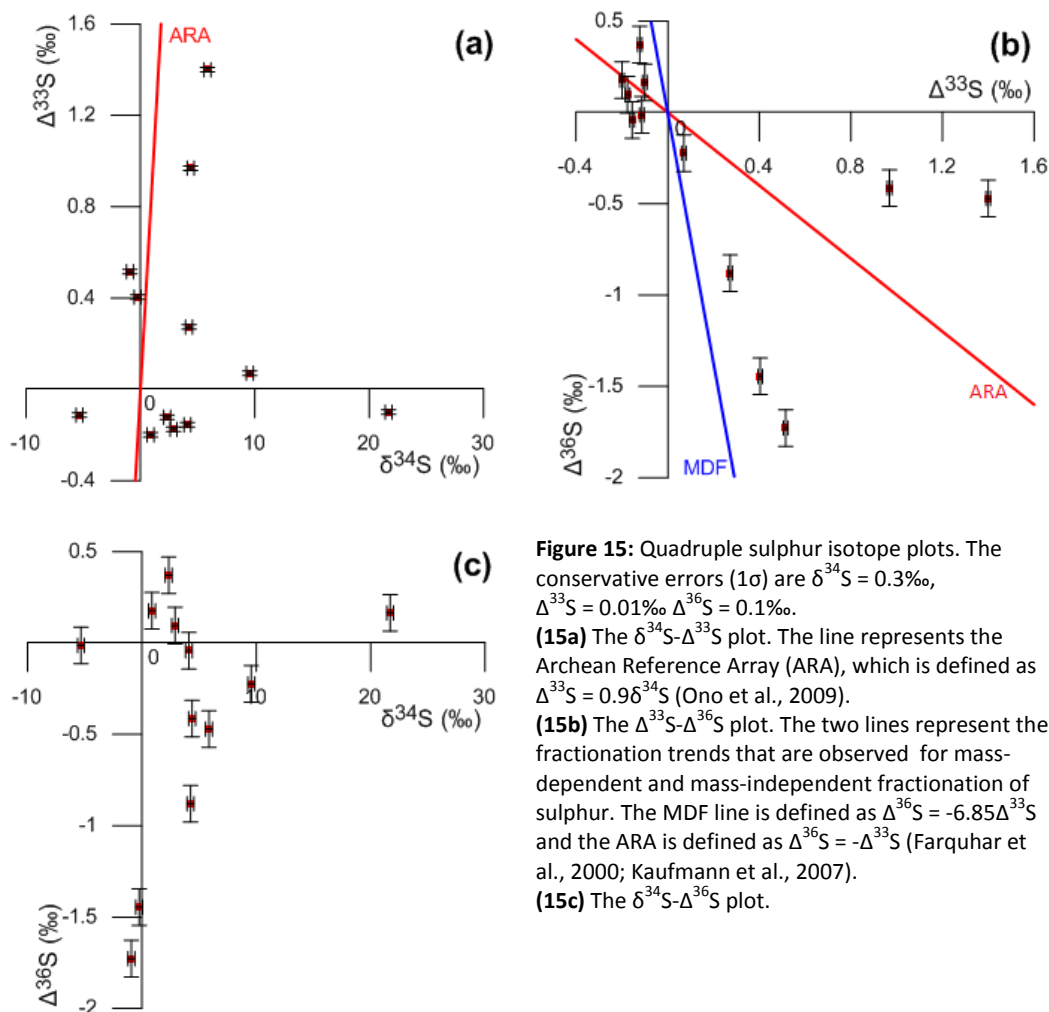 1.6
ARA
(a)
Δ³³S (‰)
1.2
0.8
0.4
0
-10
10
20
30
δ³⁴S (‰)
-0.4
0.5
(b)
Δ³³S (‰)
0
-0.4
0.4
0.8
1.2
1.6
-0.5
-1
-1.5
ARA
Δ³⁶S (‰)
MDF
-2
0.5
(c)
0
-10
10
20
30
δ³⁴S (‰)
-0.5
-1
-1.5
Δ³⁶S (‰)
-2
Figure 15: Quadruple sulphur isotope plots. The
conservative errors (1σ) are δ³⁴S = 0.3‰,
Δ³³S = 0.01‰ Δ³⁶S = 0.1‰.
(15a) The δ³⁴S-Δ³³S plot. The line represents the
Archean Reference Array (ARA), which is defined as
Δ³³S = 0.9δ³⁴S (Ono et al., 2009).
(15b) The Δ³³S-Δ³⁶S plot. The two lines represent the
fractionation trends that are observed for mass-
dependent and mass-independent fractionation of
sulphur. The MDF line is defined as Δ³⁶S = -6.85Δ³³S
and the ARA is defined as Δ³⁶S = -Δ³³S (Farquhar et
al., 2000; Kaufmann et al., 2007).
(15c) The δ³⁴S-Δ³⁶S plot.